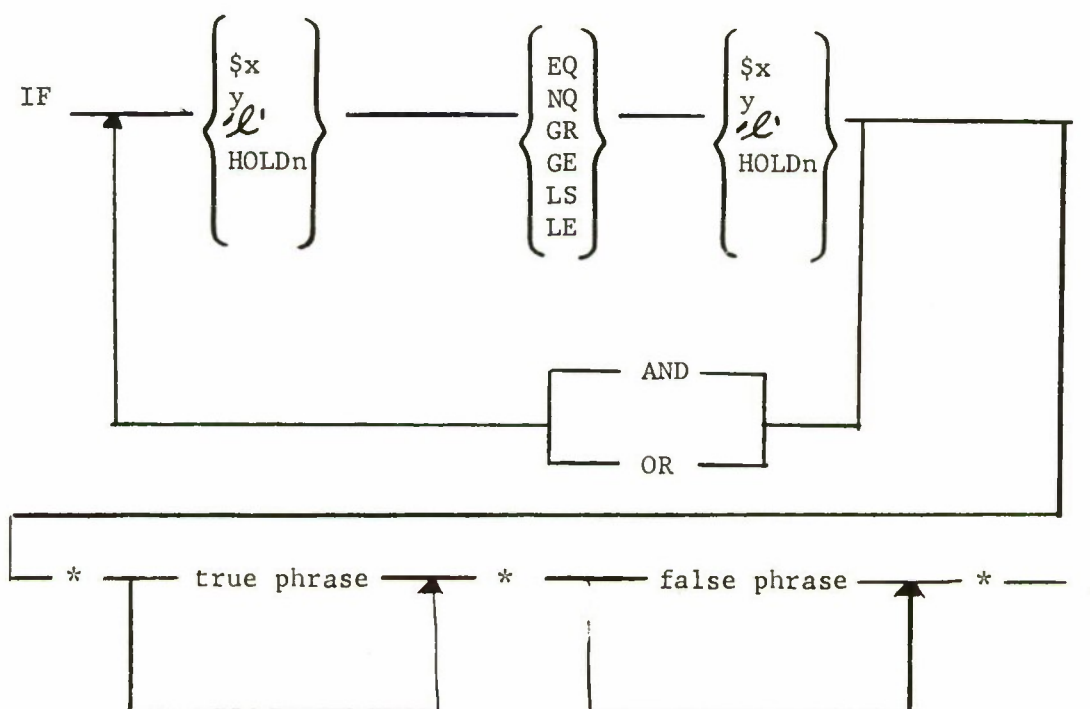 IF
$x
y
'ℓ'
HOLDn
EQ
NQ
GR
GE
LS
LE
$x
y
'ℓ'
HOLDn
AND
OR
* true phrase * false phrase *